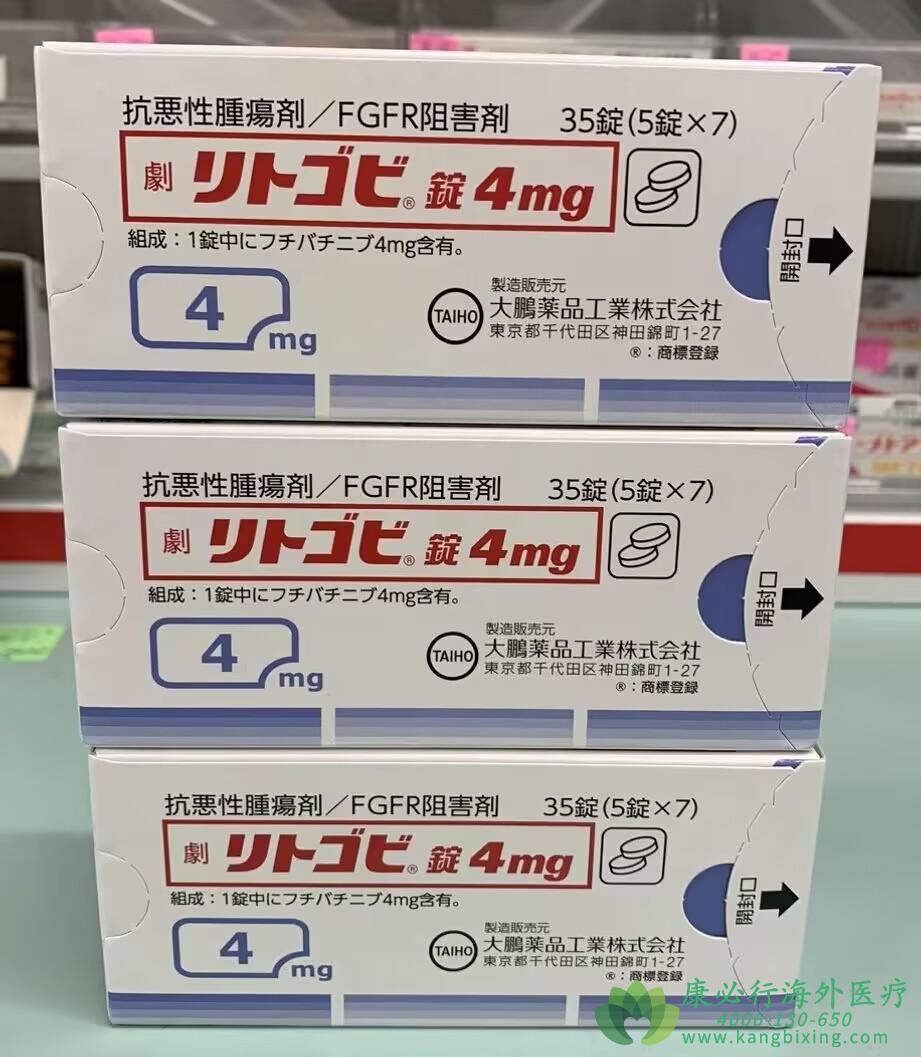 抗悪性腫瘍剤／FGFR阻害剤 35錠(5錠×7)
劇 リトゴビ® 錠 4mg
組成：1錠中にフチバチニブ4mg含有。
4mg
製造販売元
TAIHO 大鵬薬品工業株式会社
東京都千代田区神田錦町1-27
®：商標登録
開封口
抗悪性腫瘍剤／FGFR阻害剤 35錠(5錠×7)
劇 リトゴビ® 錠 4mg
組成：1錠中にフチバチニブ4mg含有。
4mg
製造販売元
TAIHO 大鵬薬品工業株式会社
東京都千代田区神田錦町1-27
®：商標登録
開封口
抗悪性腫瘍剤／FGFR阻害剤 35錠(5錠×7)
劇 リトゴビ® 錠 4mg
組成：1錠中にフチバチニブ4mg含有。
4mg
製造販売元
TAIHO 大鵬薬品工業株式会社
東京都千代田区神田錦町1-27
®：商標登録
開封口
康必行海外医疗
4006-130-650
www.kangbixing.com